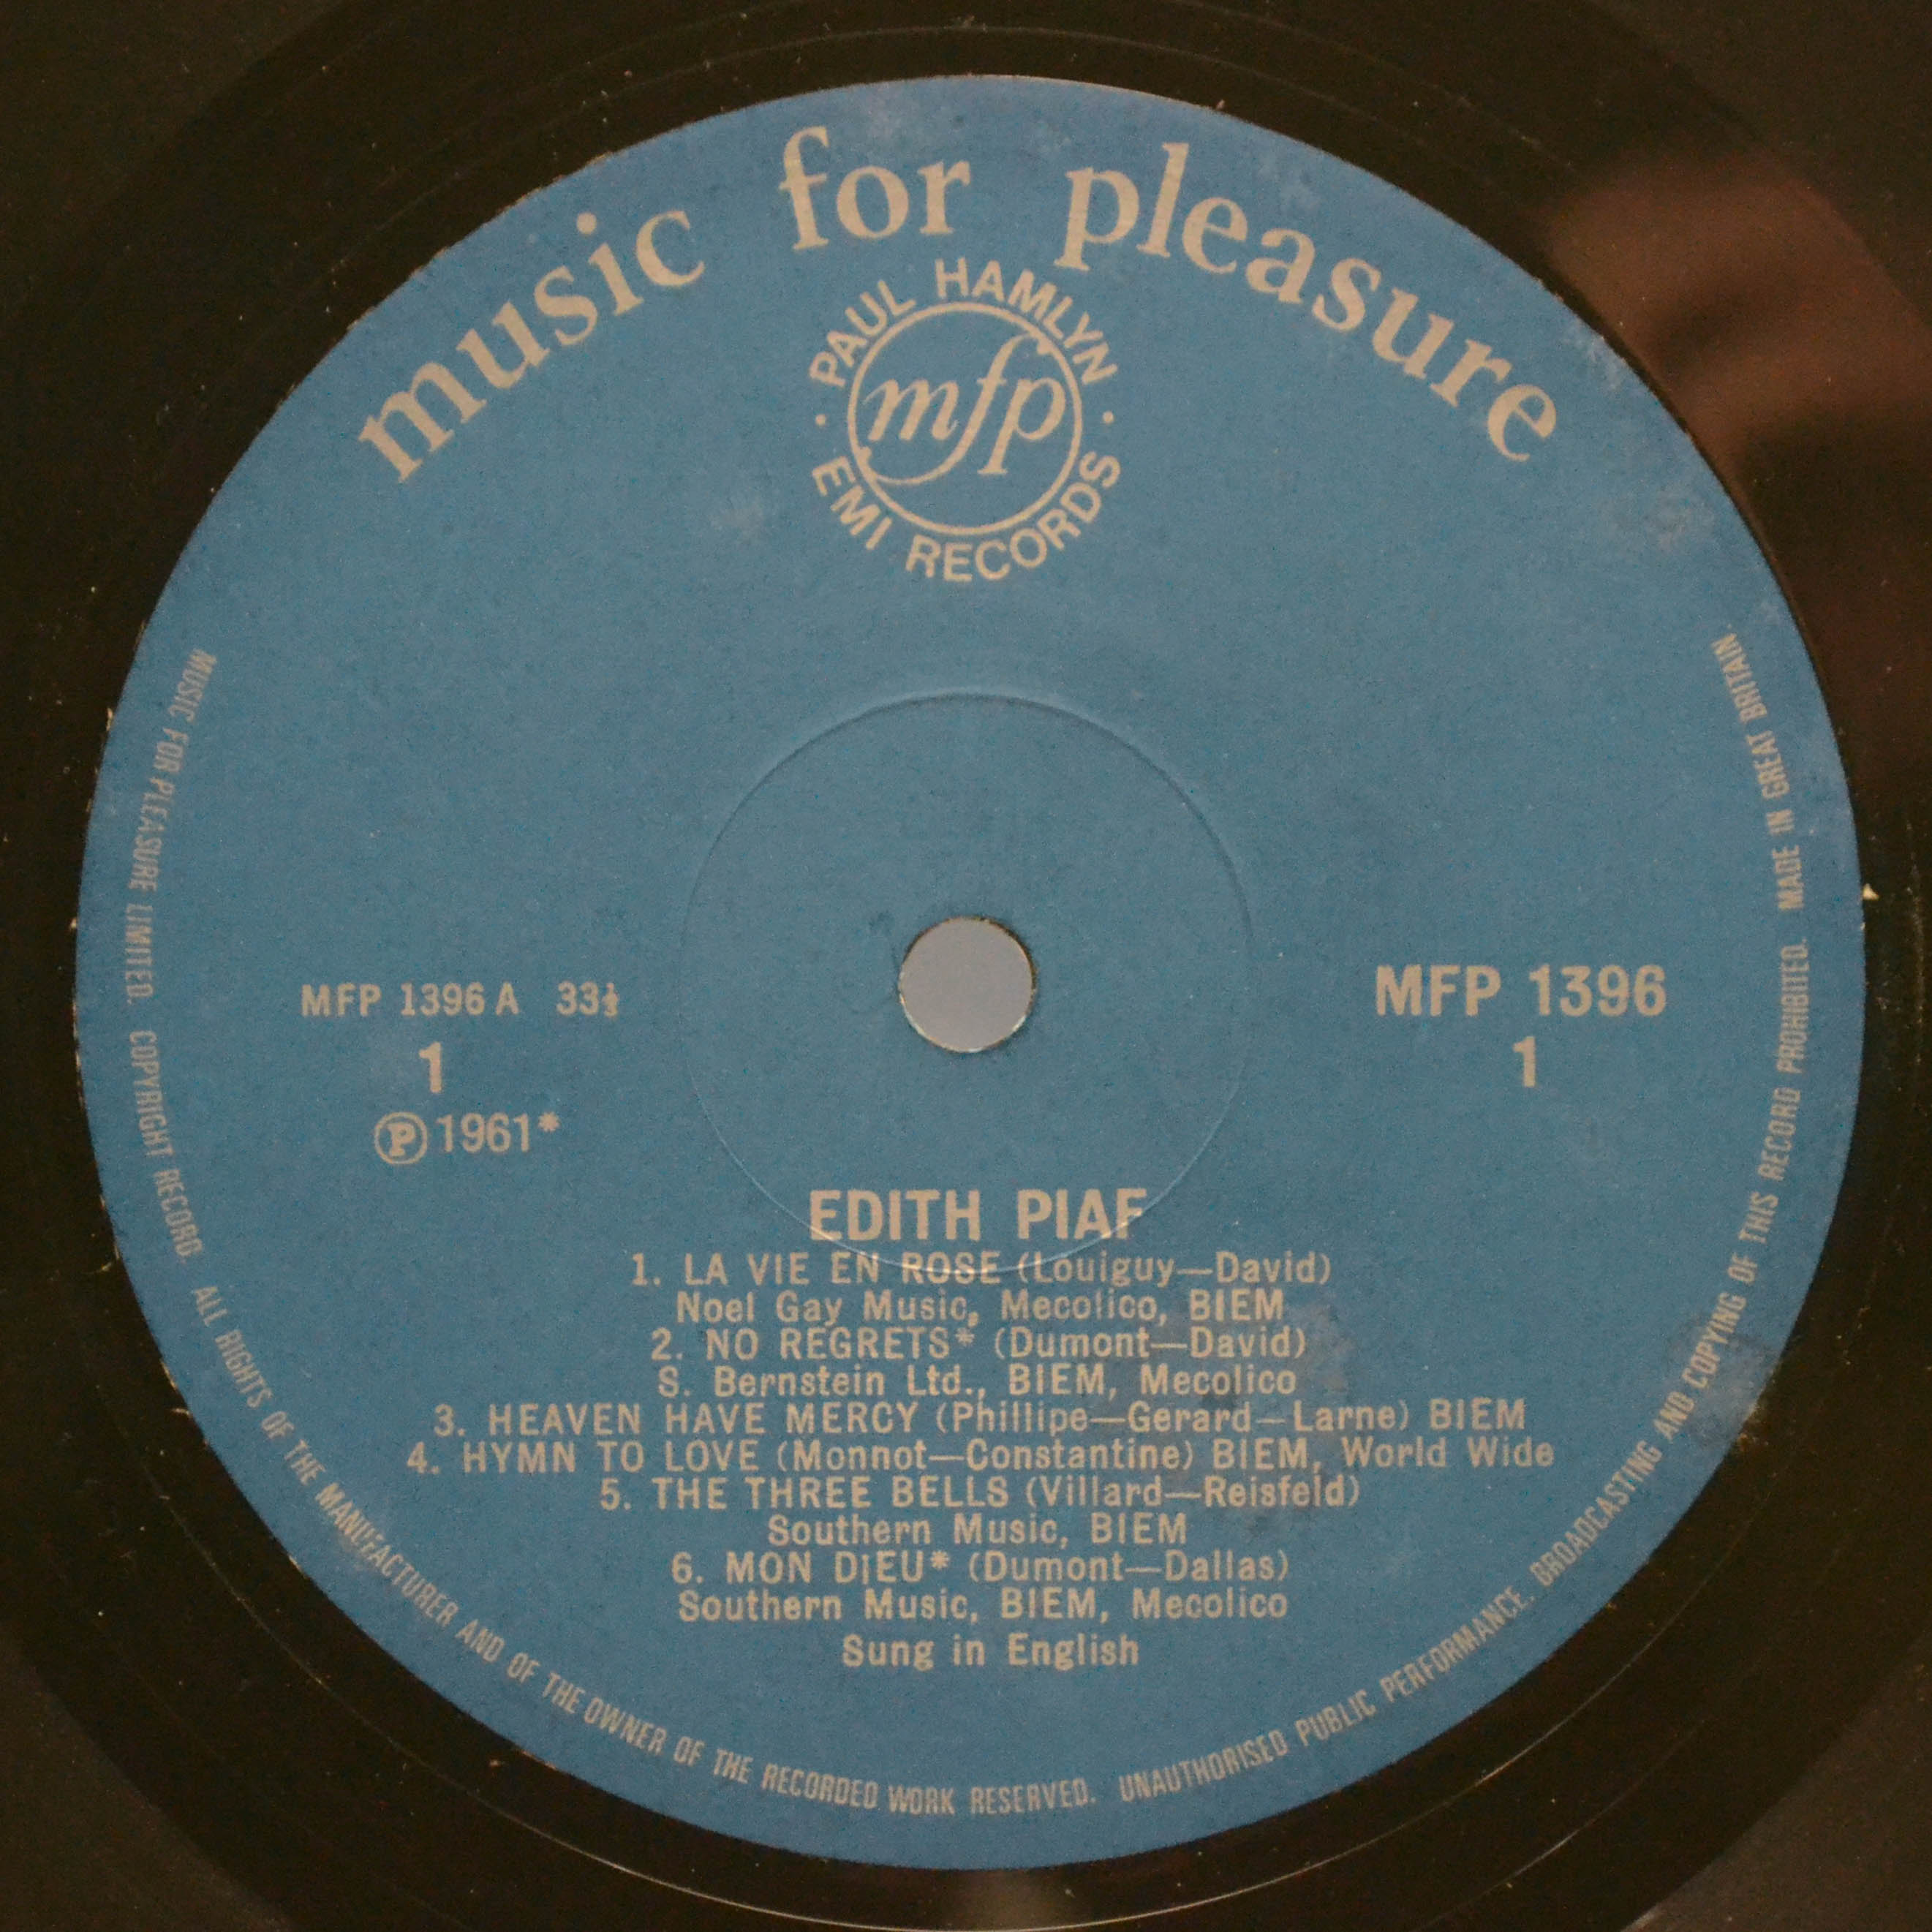 music for pleasure
PAUL HAMLYN
mfp
· EMI RECORDS ·
MFP 1396 A 33⅓
1
Ⓟ 1961*
MFP 1396
1
EDITH PIAF
1. LA VIE EN ROSE (Louiguy—David)
Noel Gay Music, Mecolico, BIEM
2. NO REGRETS* (Dumont—David)
S. Bernstein Ltd., BIEM, Mecolico
3. HEAVEN HAVE MERCY (Phillipe—Gerard—Larne) BIEM
4. HYMN TO LOVE (Monnot—Constantine) BIEM, World Wide
5. THE THREE BELLS (Villard—Reisfeld)
Southern Music, BIEM
6. MON DIEU* (Dumont—Dallas)
Southern Music, BIEM, Mecolico
Sung in English
MUSIC FOR PLEASURE LIMITED. COPYRIGHT RECORD. ALL RIGHTS OF THE MANUFACTURER AND OF THE OWNER OF THE RECORDED WORK RESERVED. UNAUTHORISED PUBLIC PERFORMANCE, BROADCASTING AND COPYING OF THIS RECORD PROHIBITED. MADE IN GREAT BRITAIN.